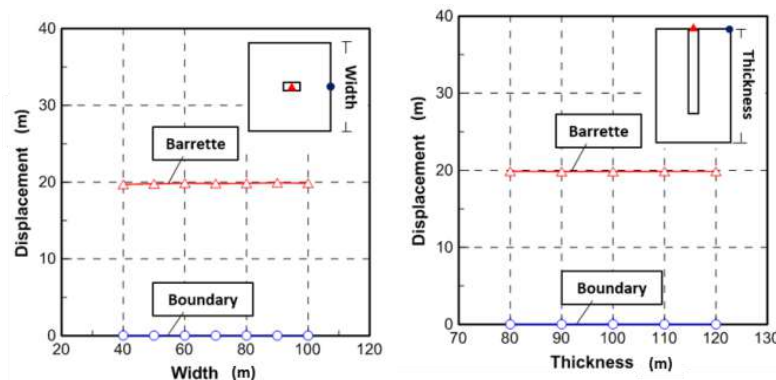 40
30
20
10
0
Displacement (m)
Width
Barrette
Boundary
20 40 60 80 100 120
Width (m)
40
30
20
10
0
Displacement (m)
Thickness
Barrette
Boundary
70 80 90 100 110 120 130
Thickness (m)